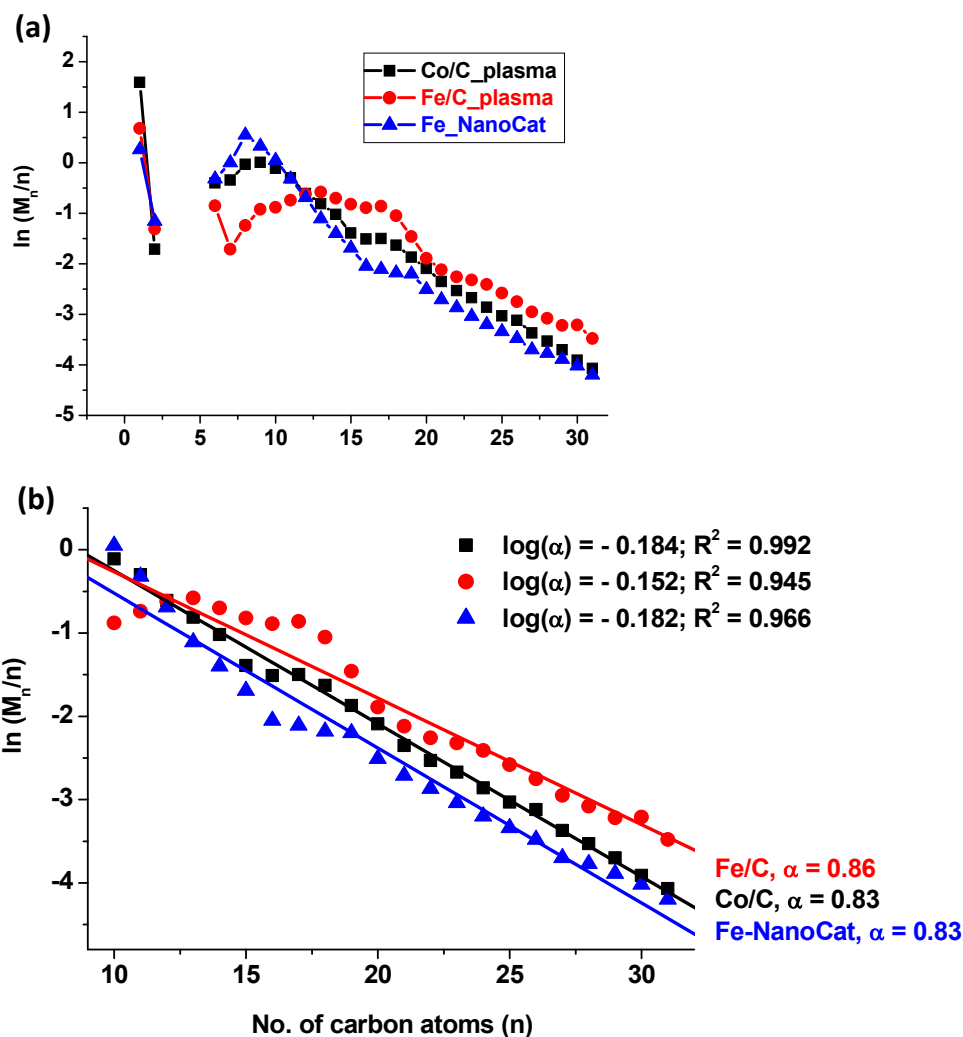 (a)
ln (Mn/n)
2
1
0
-1
-2
-3
-4
-5
0 5 10 15 20 25 30
Co/C_plasma
Fe/C_plasma
Fe_NanoCat
(b)
ln (Mn/n)
0
-1
-2
-3
-4
10 15 20 25 30
log(α) = - 0.184; R² = 0.992
log(α) = - 0.152; R² = 0.945
log(α) = - 0.182; R² = 0.966
Fe/C, α = 0.86
Co/C, α = 0.83
Fe-NanoCat, α = 0.83
No. of carbon atoms (n)